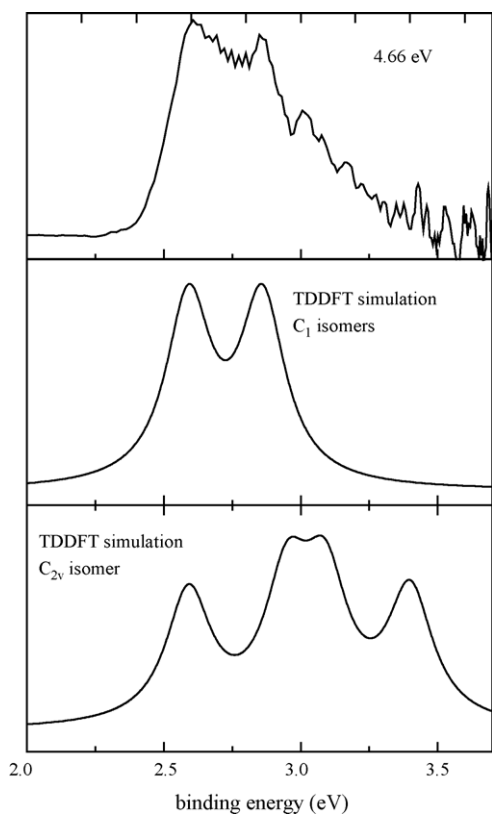 4.66 eV
TDDFT simulation
C₁ isomers
TDDFT simulation
C₂ᵥ isomer
2.0 2.5 3.0 3.5
binding energy (eV)